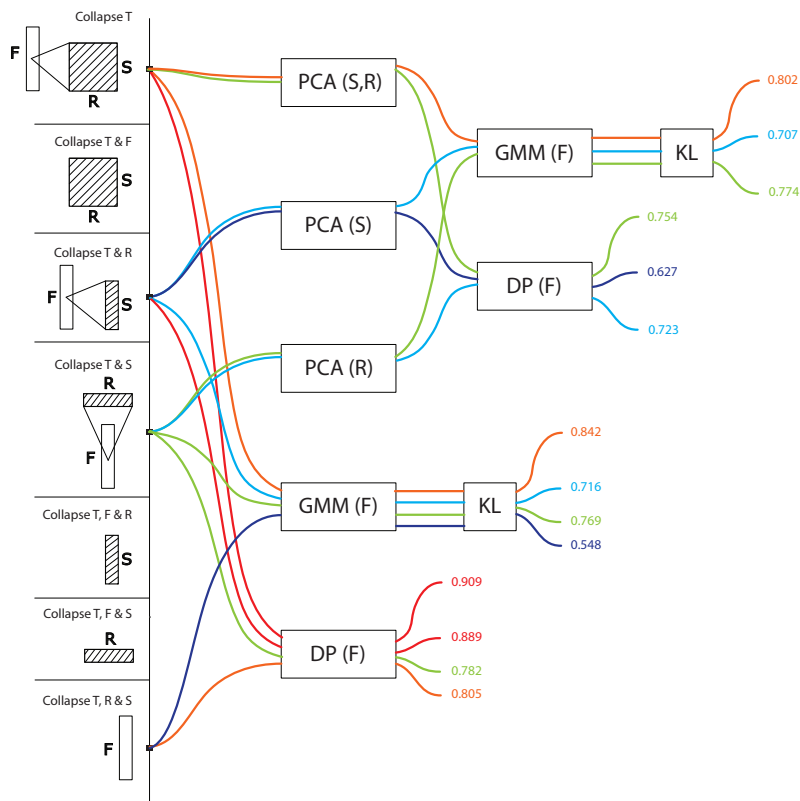 Collapse T
F
S
R
Collapse T & F
S
R
Collapse T & R
F
S
Collapse T & S
R
F
Collapse T, F & R
S
Collapse T, F & S
R
Collapse T, R & S
F
PCA (S,R)
PCA (S)
PCA (R)
GMM (F)
DP (F)
GMM (F)
KL
DP (F)
KL
0.802
0.707
0.774
0.754
0.627
0.723
0.842
0.716
0.769
0.548
0.909
0.889
0.782
0.805